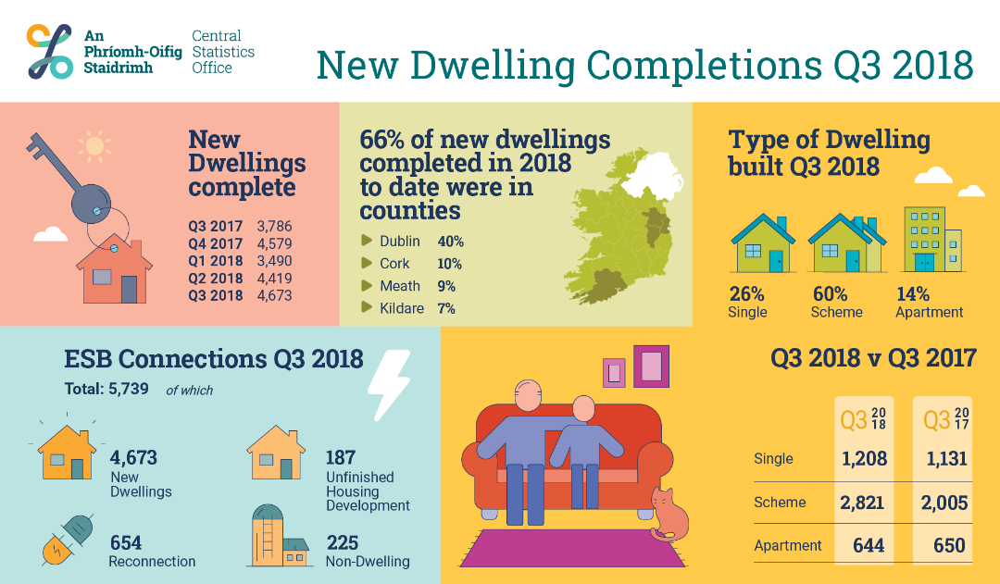 An
Phríomh-Oifig
Staidrimh
Central
Statistics
Office
New Dwelling Completions Q3 2018
New
Dwellings
complete
Q3 2017 3,786
Q4 2017 4,579
Q1 2018 3,490
Q2 2018 4,419
Q3 2018 4,673
66% of new dwellings
completed in 2018
to date were in
counties
Dublin 40%
Cork 10%
Meath 9%
Kildare 7%
Type of Dwelling
built Q3 2018
26%
Single
60%
Scheme
14%
Apartment
ESB Connections Q3 2018
Total: 5,739 of which
4,673
New
Dwellings
187
Unfinished
Housing
Development
654
Reconnection
225
Non-Dwelling
Q3 2018 v Q3 2017
Q3 2018 Q3 2017
Single 1,208 1,131
Scheme 2,821 2,005
Apartment 644 650